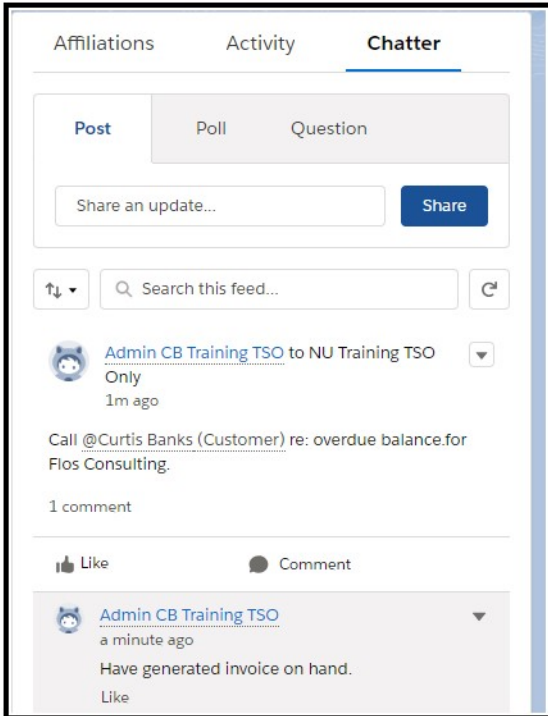 Affiliations Activity Chatter
Post Poll Question
Share an update... Share
Search this feed...
Admin CB Training TSO to NU Training TSO
Only
1m ago
Call @Curtis Banks (Customer) re: overdue balance.for
Flos Consulting.
1 comment
Like Comment
Admin CB Training TSO
a minute ago
Have generated invoice on hand.
Like